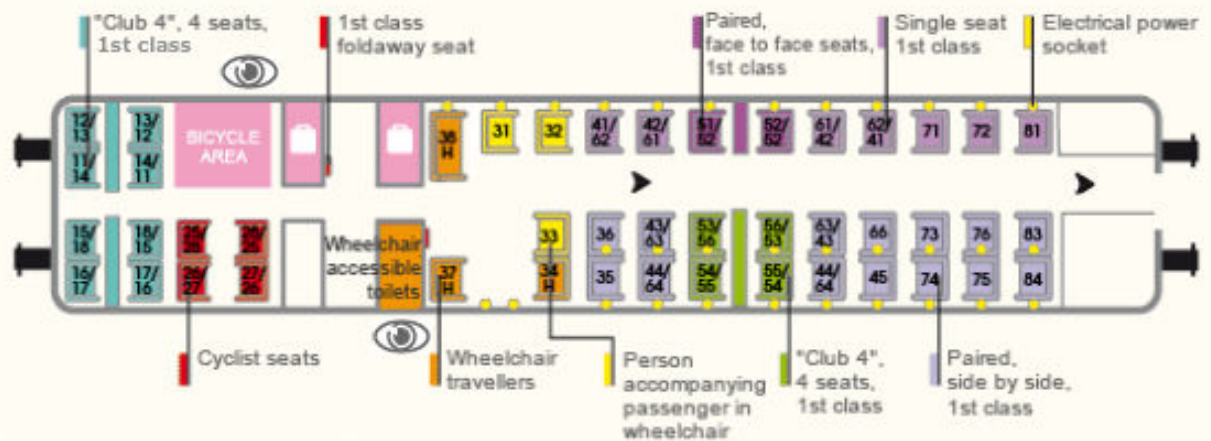 "Club 4", 4 seats,
1st class
1st class
foldaway seat
Paired,
face to face seats,
1st class
Single seat
1st class
Electrical power
socket
12/
13
13/
12
11/
14
14/
11
BICYCLE
AREA
38
H
31
32
41/
62
42/
61
51/
52
52/
52
61/
42
62/
41
71
72
81
15/
18
18/
15
16/
17
17/
16
26/
27
27/
26
Wheelchair
accessible
toilets
37
H
33
34
H
36
35
43/
63
44/
64
53/
56
54/
55
56/
53
55/
54
63/
43
44/
64
66
45
73
74
76
75
83
84
Cyclist seats
Wheelchair
travellers
Person
accompanying
passenger in
wheelchair
"Club 4",
4 seats,
1st class
Paired,
side by side,
1st class